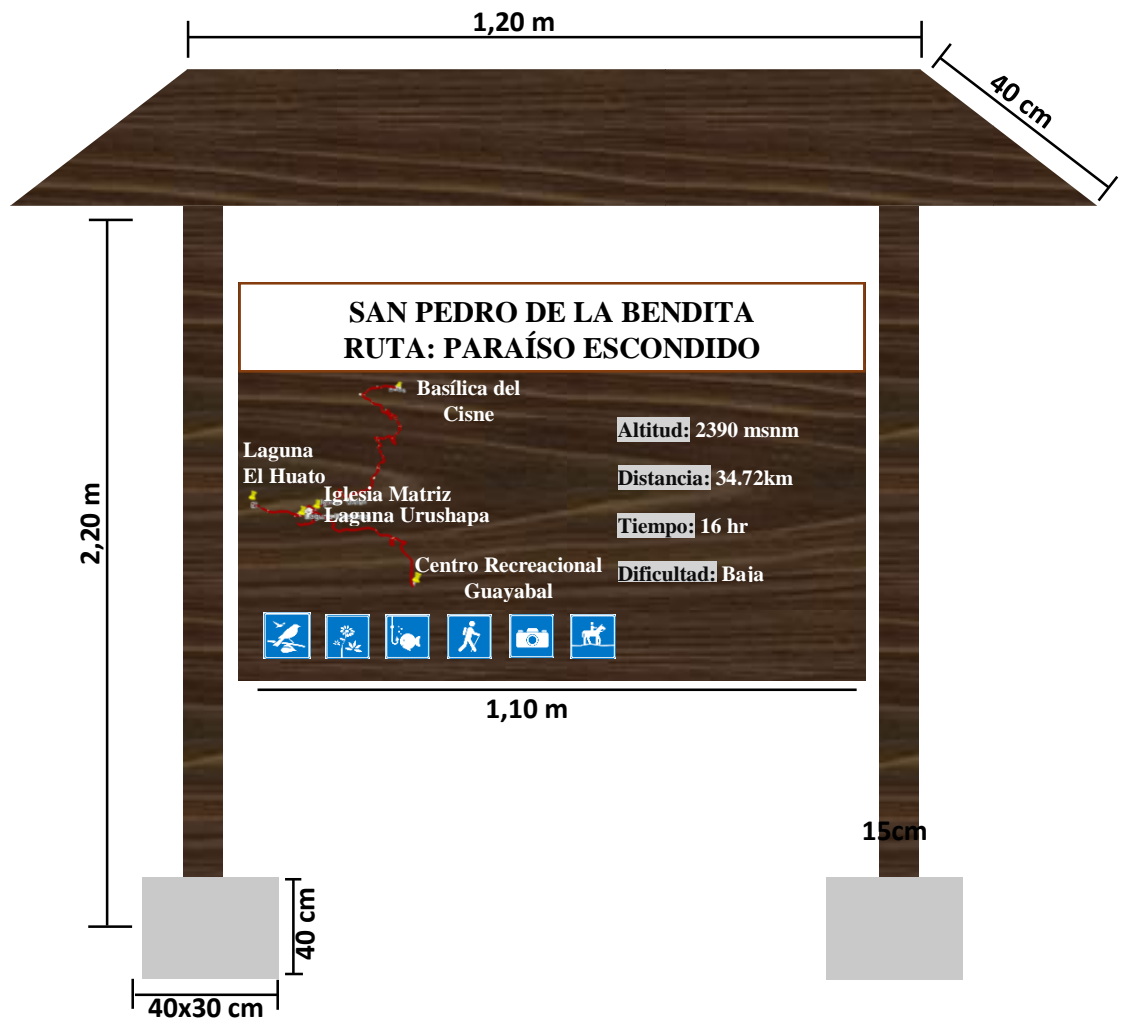 1,20 m
40 cm
2,20 m
SAN PEDRO DE LA BENDITA
RUTA: PARAÍSO ESCONDIDO
Basílica del
Cisne
Laguna
El Huato
Iglesia Matriz
Laguna Urushapa
Centro Recreacional
Guayabal
Altitud: 2390 msnm
Distancia: 34.72km
Tiempo: 16 hr
Dificultad: Baja
1,10 m
15cm
40 cm
40x30 cm